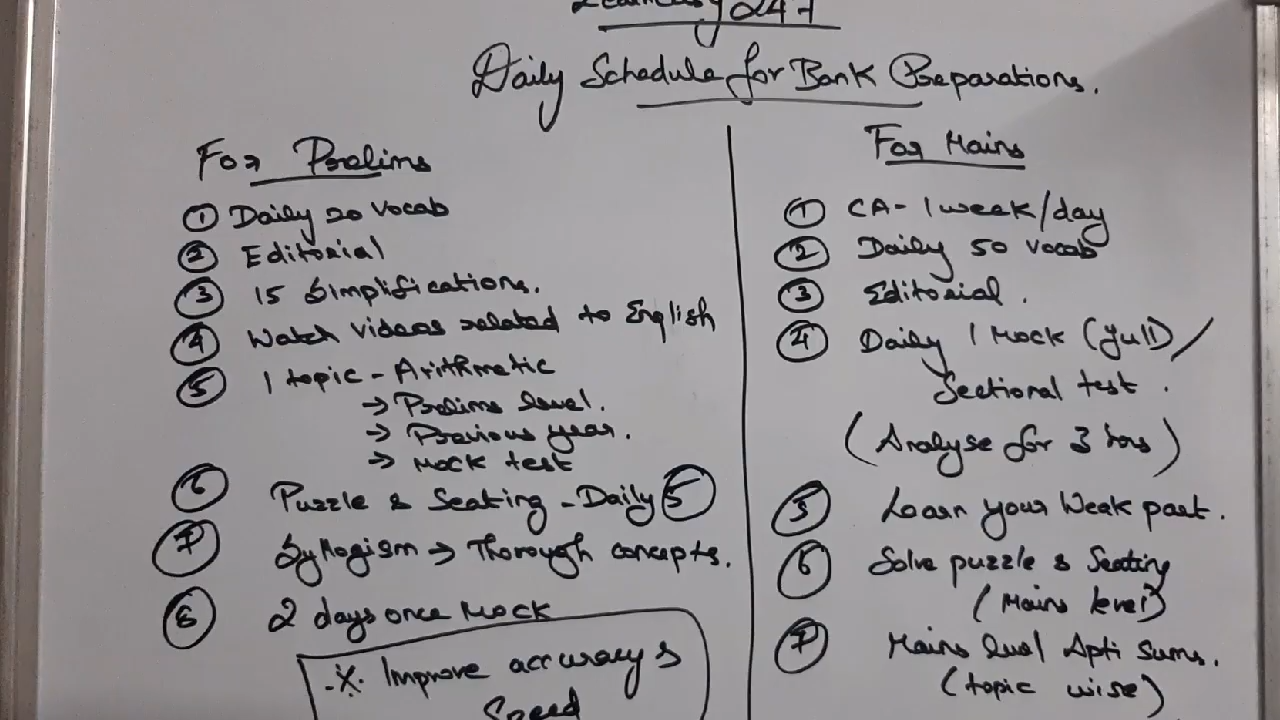 Daily Schedule for Bank Preparations.
For Prelims
① Daily 20 Vocab
② Editorial
③ 15 Simplifications.
④ Watch videos related to English
⑤ 1 topic - Arithmetic
→ Prelims level.
→ Previous year.
→ Mock test
⑥ Puzzle & Seating - Daily ⑤
⑦ Syllogism → Thorough concepts.
⑧ 2 days once Mock
※ Improve accuracy &
Speed
For Mains
① CA - 1 week/day
② Daily 50 vocab
③ Editorial.
④ Daily 1 Mock (full) /
Sectional test.
(Analyse for 3 hrs)
⑤ Learn your Weak part.
⑥ Solve puzzle & Seating
(Mains level)
⑦ Mains level Apti sums.
(topic wise)